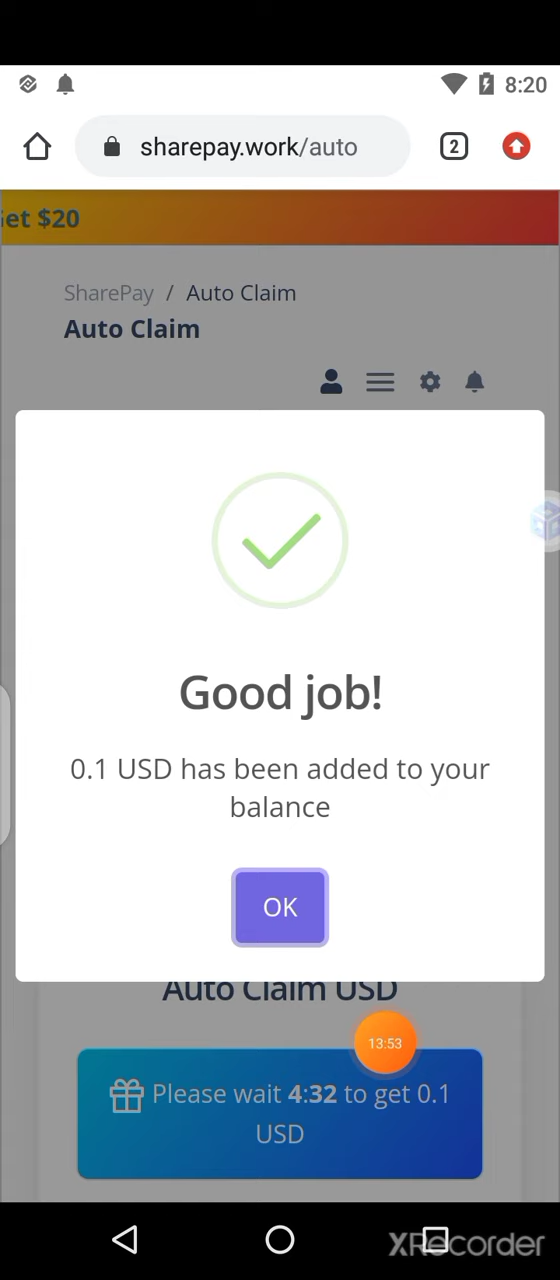 8:20
sharepay.work/auto
2
Get $20
SharePay / Auto Claim
Auto Claim
Good job!
0.1 USD has been added to your
balance
OK
Auto Claim USD
13:53
Please wait 4:32 to get 0.1
USD
XRecorder